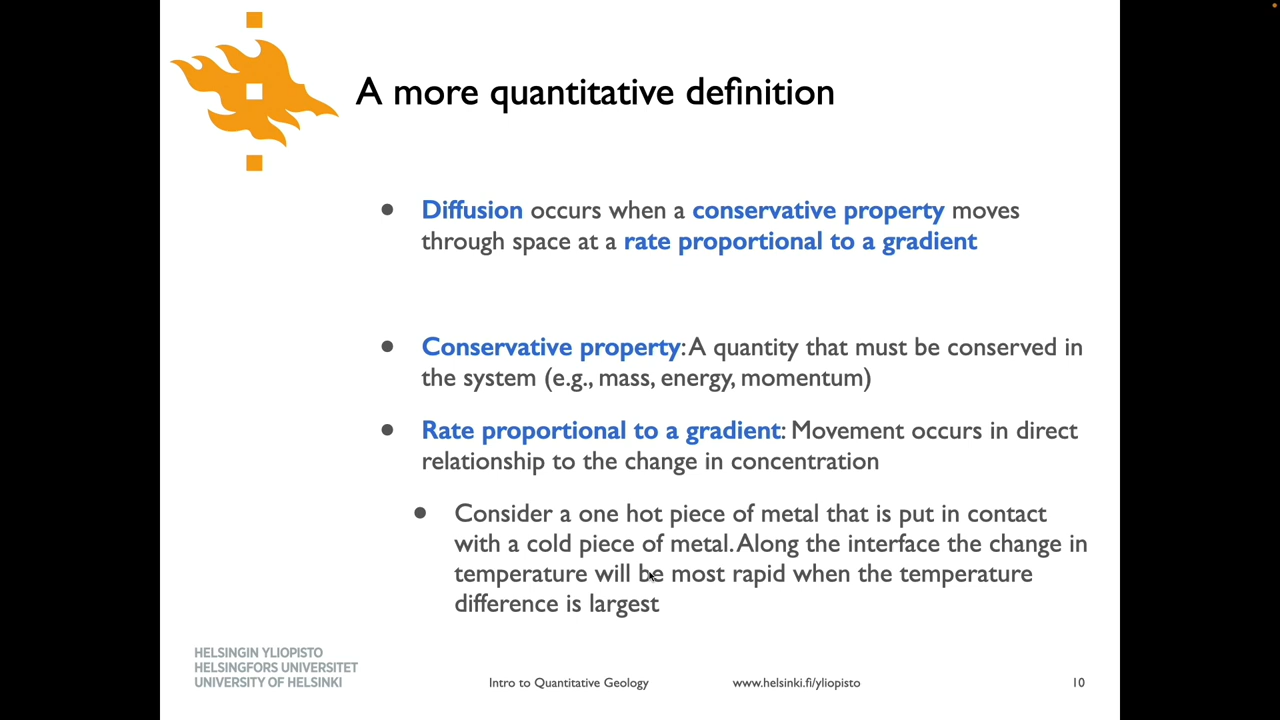 A more quantitative definition
● Diffusion occurs when a conservative property moves
through space at a rate proportional to a gradient
● Conservative property: A quantity that must be conserved in
the system (e.g., mass, energy, momentum)
● Rate proportional to a gradient: Movement occurs in direct
relationship to the change in concentration
● Consider a one hot piece of metal that is put in contact
with a cold piece of metal. Along the interface the change in
temperature will be most rapid when the temperature
difference is largest
HELSINGIN YLIOPISTO
HELSINGFORS UNIVERSITET
UNIVERSITY OF HELSINKI
Intro to Quantitative Geology
www.helsinki.fi/yliopisto
10